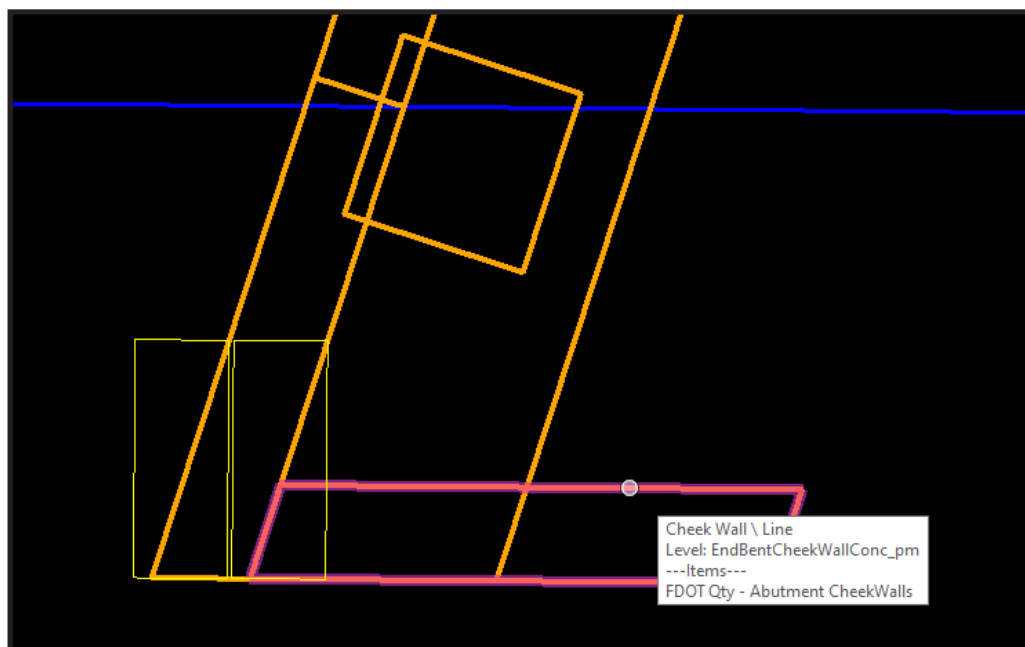 Cheek Wall \ Line
Level: EndBentCheekWallConc_pm
---Items---
FDOT Qty - Abutment CheekWalls